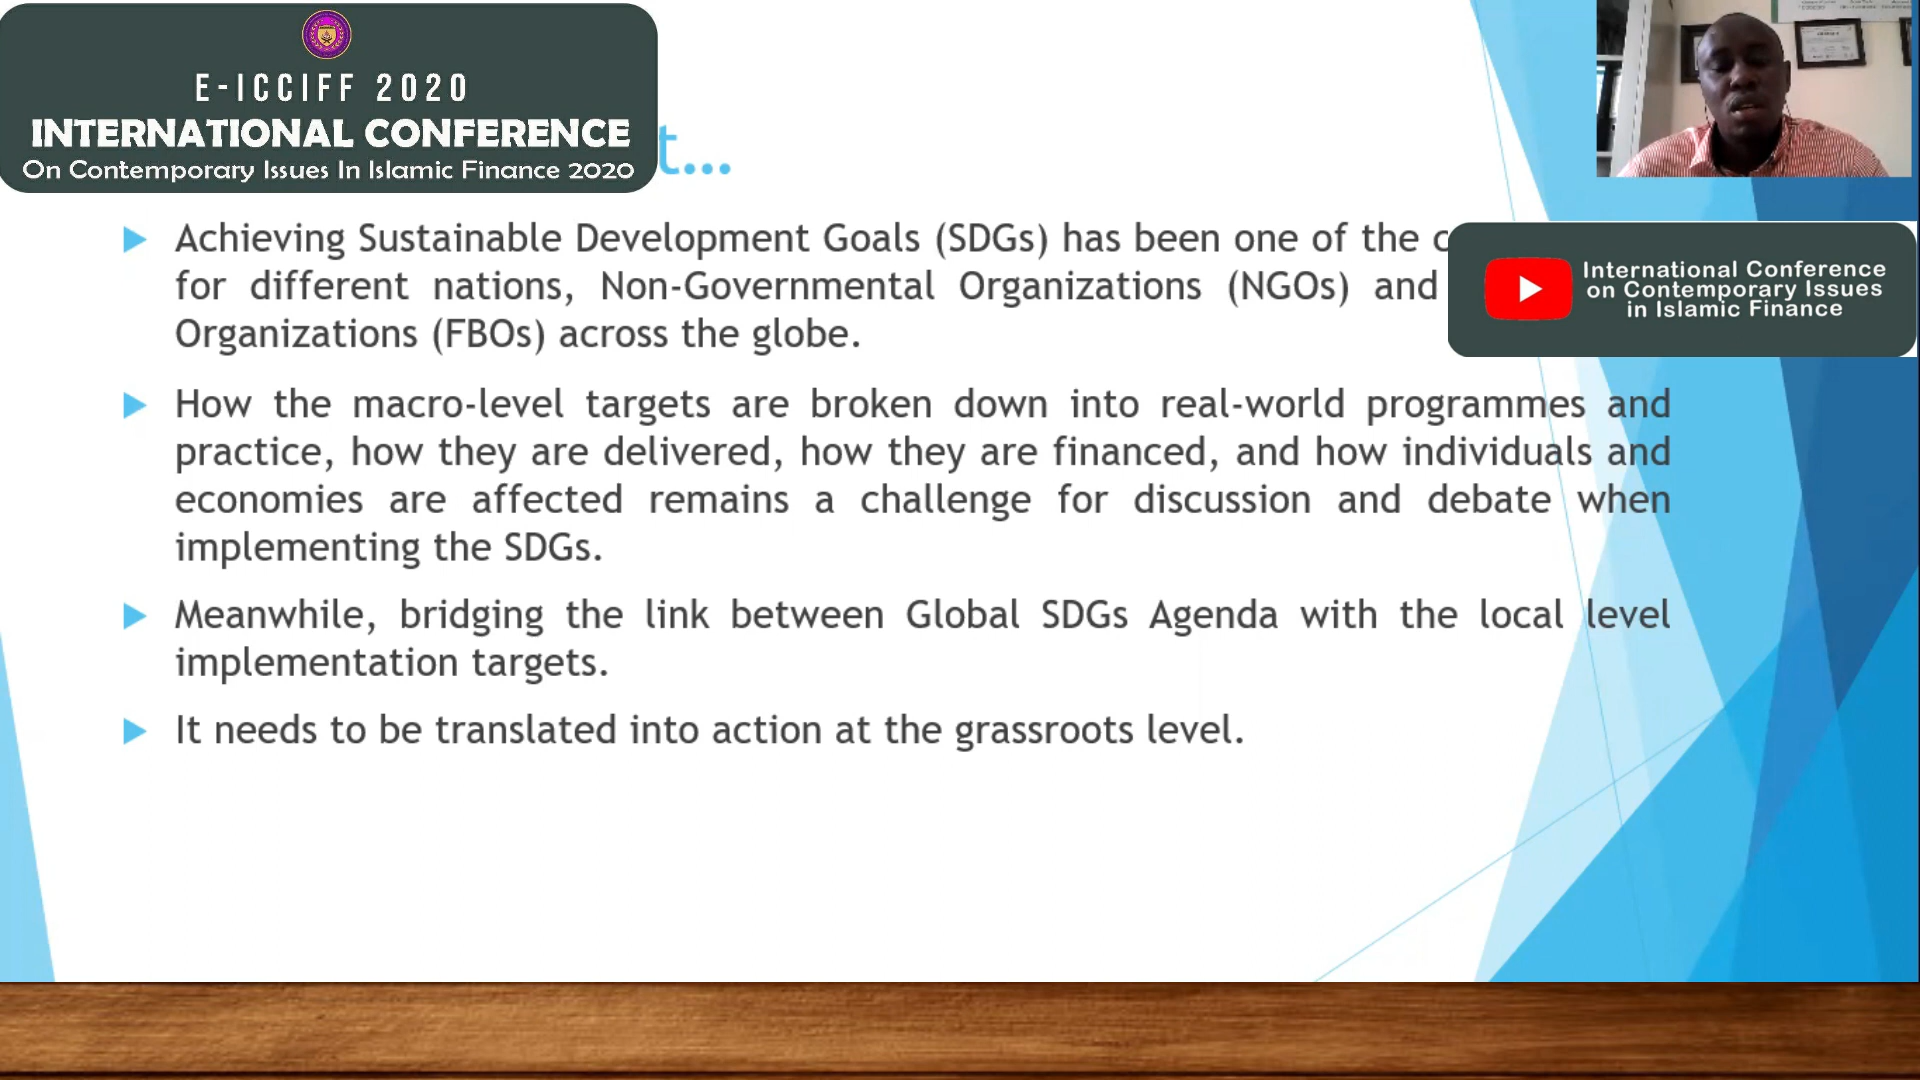 E-ICCIFF 2020
INTERNATIONAL CONFERENCE
On Contemporary Issues In Islamic Finance 2020
t...
Achieving Sustainable Development Goals (SDGs) has been one of the
for different nations, Non-Governmental Organizations (NGOs) and
Organizations (FBOs) across the globe.
International Conference
on Contemporary Issues
in Islamic Finance
How the macro-level targets are broken down into real-world programmes and
practice, how they are delivered, how they are financed, and how individuals and
economies are affected remains a challenge for discussion and debate when
implementing the SDGs.
Meanwhile, bridging the link between Global SDGs Agenda with the local level
implementation targets.
It needs to be translated into action at the grassroots level.